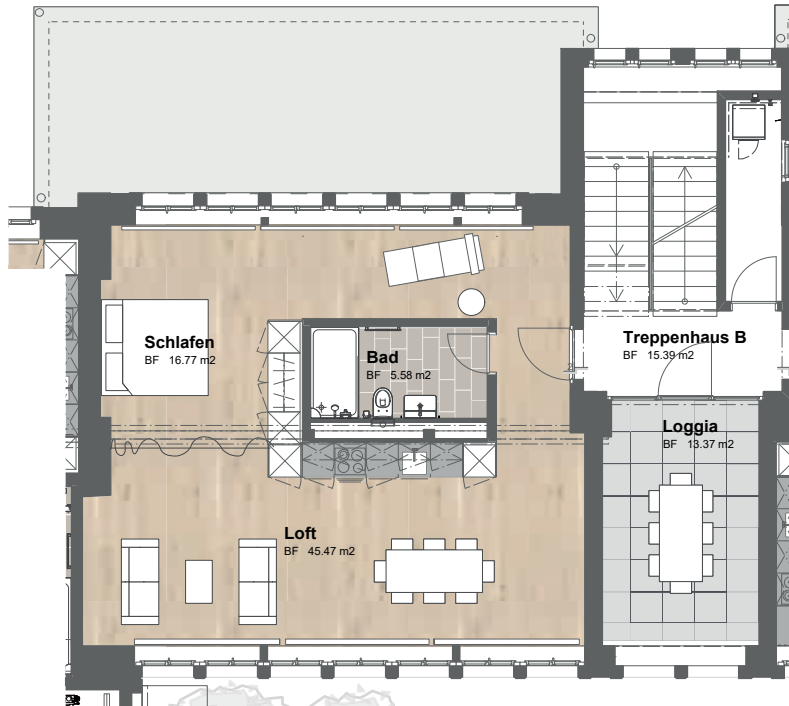 Schlafen
BF 16.77 m2
Bad
BF 5.58 m2
Treppenhaus B
BF 15.39 m2
Loggia
BF 13.37 m2
Loft
BF 45.47 m2